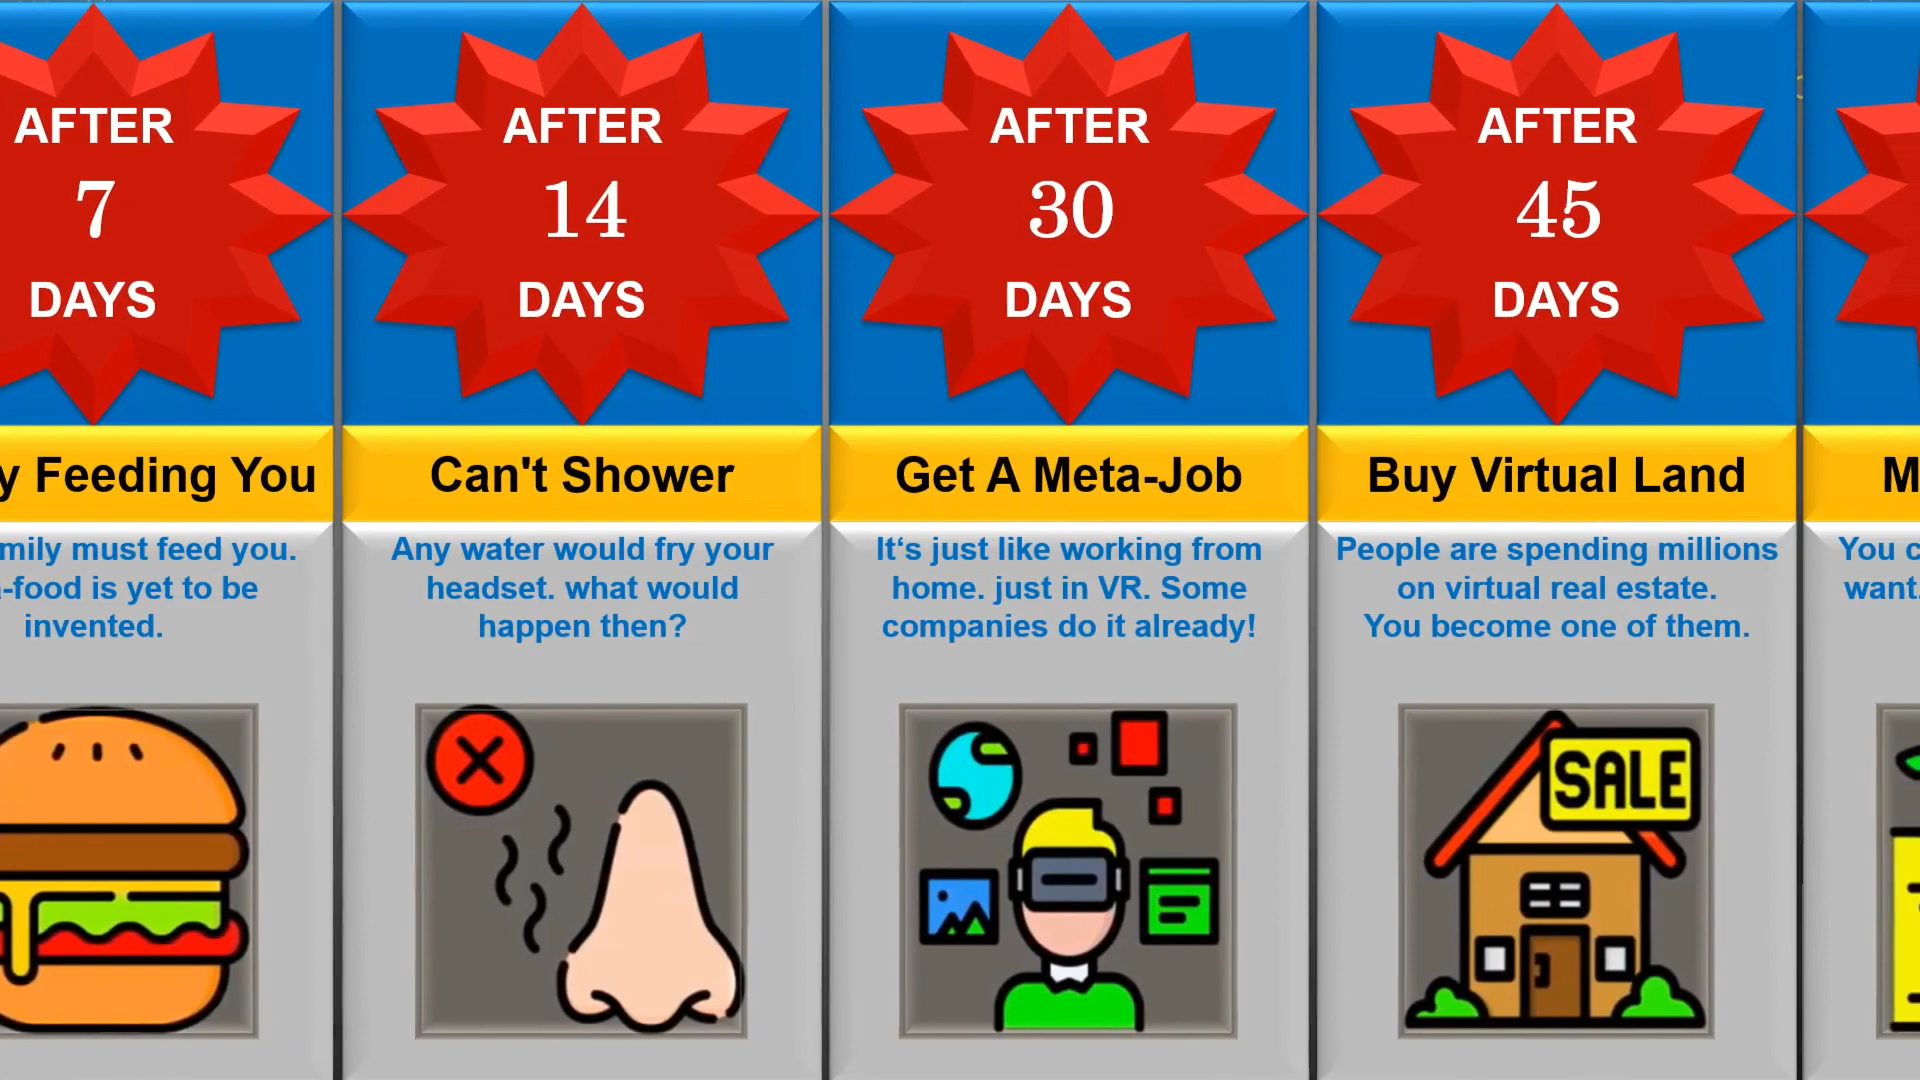 AFTER
7
DAYS
y Feeding You
mily must feed you.
-food is yet to be
invented.
AFTER
14
DAYS
Can't Shower
Any water would fry your
headset. what would
happen then?
AFTER
30
DAYS
Get A Meta-Job
It‘s just like working from
home. just in VR. Some
companies do it already!
AFTER
45
DAYS
Buy Virtual Land
People are spending millions
on virtual real estate.
You become one of them.
SALE
M
You c
want.